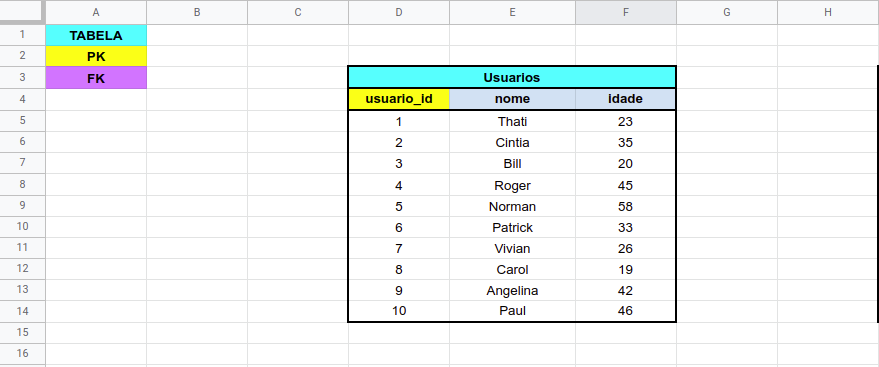 A B C D E F G H
1 TABELA
2 PK
3 FK Usuarios
4 usuario_id nome idade
5 1 Thati 23
6 2 Cintia 35
7 3 Bill 20
8 4 Roger 45
9 5 Norman 58
10 6 Patrick 33
11 7 Vivian 26
12 8 Carol 19
13 9 Angelina 42
14 10 Paul 46
15
16